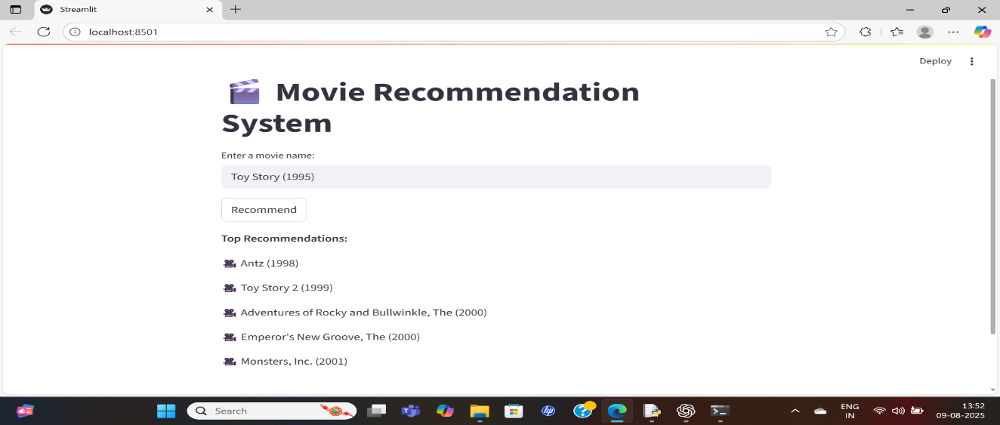 Streamlit
localhost:8501
Deploy
Movie Recommendation
System
Enter a movie name:
Toy Story (1995)
Recommend
Top Recommendations:
Antz (1998)
Toy Story 2 (1999)
Adventures of Rocky and Bullwinkle, The (2000)
Emperor's New Groove, The (2000)
Monsters, Inc. (2001)
Search
hp
ENG
IN
13:52
09-08-2025